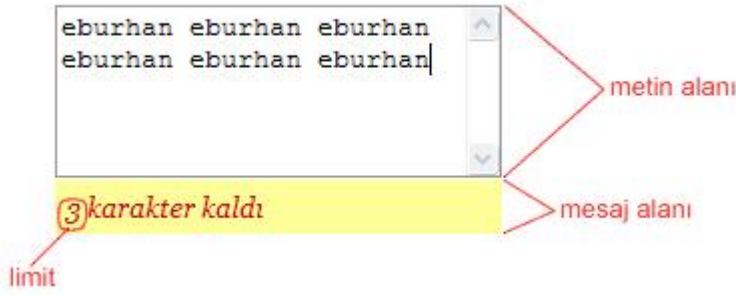 eburhan eburhan eburhan
eburhan eburhan eburhan
metin alanı
3 karakter kaldı
mesaj alanı
limit